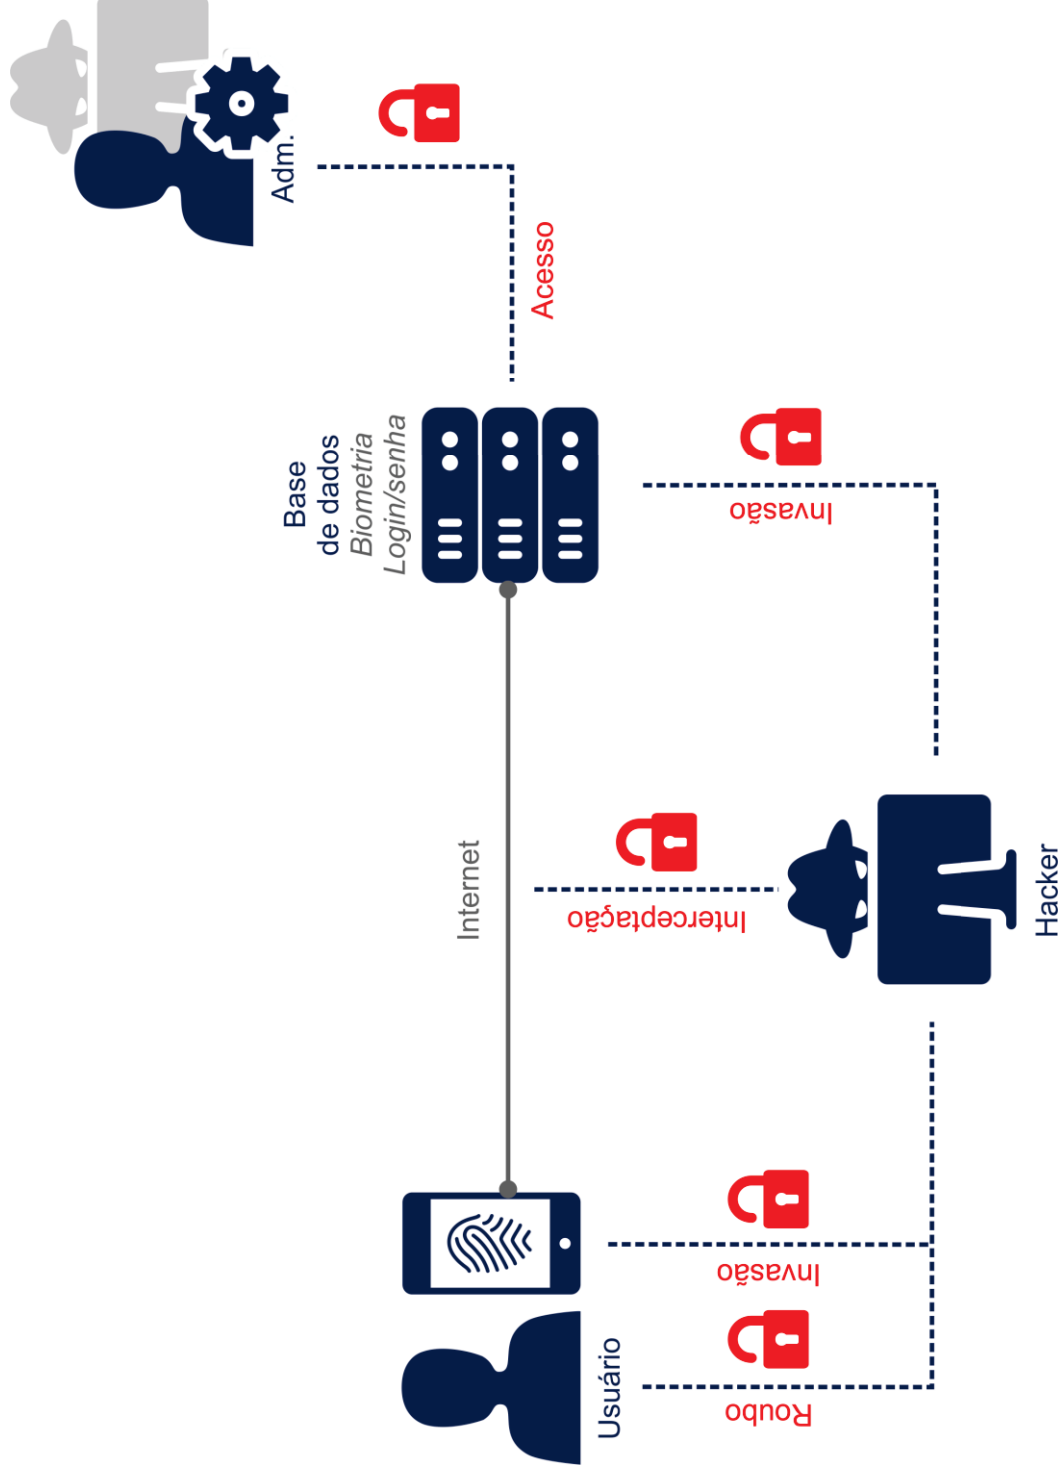 Adm.
Acesso
Base
de dados
Biometria
Login/senha
Invasão
Internet
Interceptação
Hacker
Invasão
Usuário
Roubo